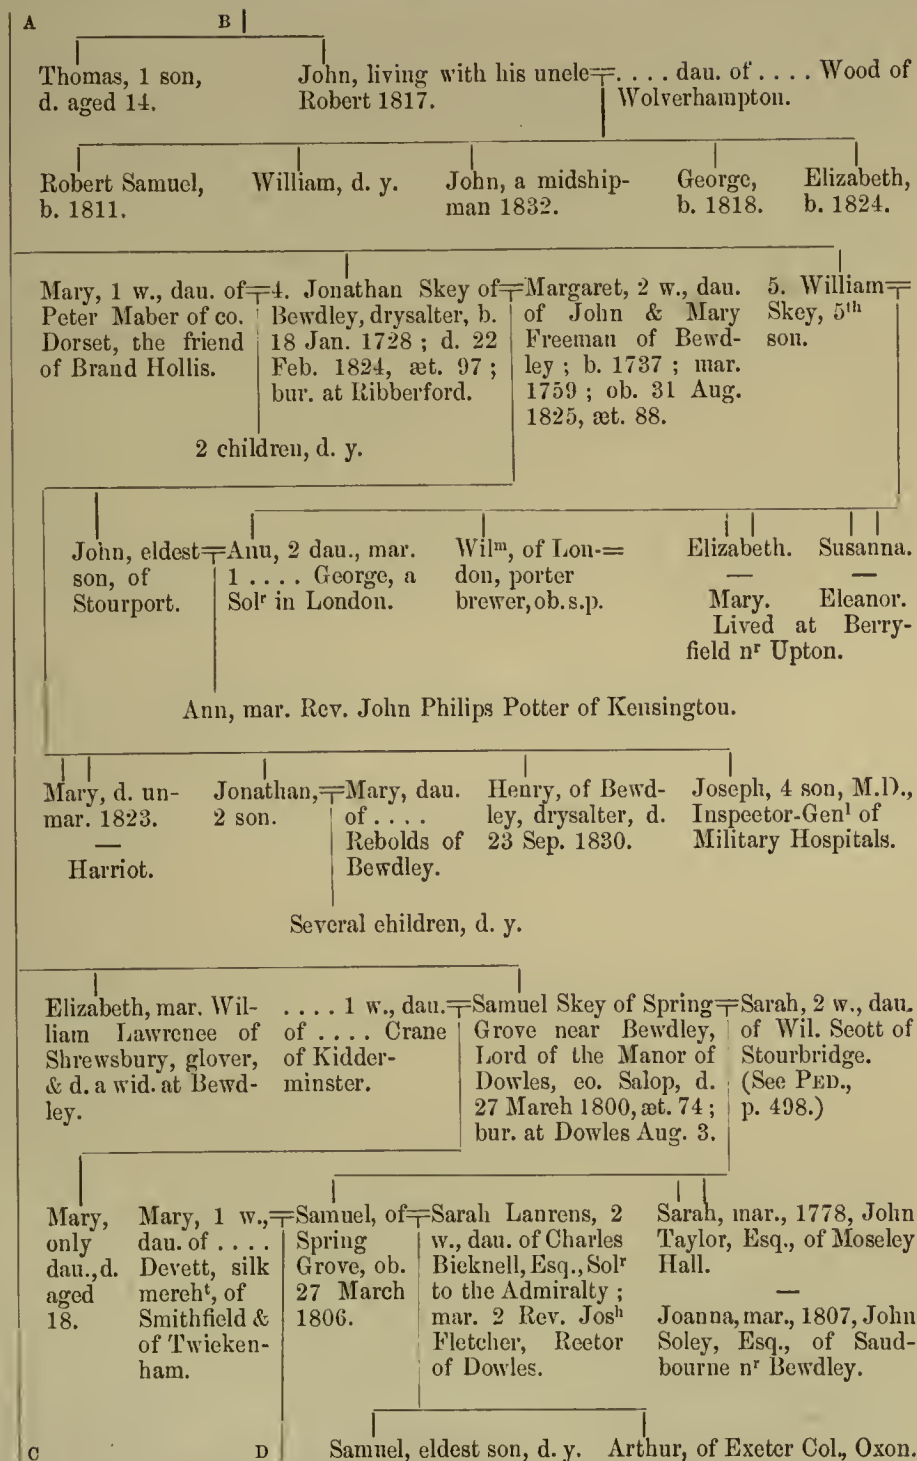 A B
Thomas, 1 son,
d. aged 14.
John, living with his uncle=. . . . dau. of . . . . Wood of
Robert 1817. Wolverhampton.
Robert Samuel,
b. 1811.
William, d. y.
John, a midship-
man 1832.
George,
b. 1818.
Elizabeth,
b. 1824.
Mary, 1 w., dau. of
Peter Maber of co.
Dorset, the friend
of Brand Hollis.
=4. Jonathan Skey of
Bewdley, drysalter, b.
18 Jan. 1728 ; d. 22
Feb. 1824, æt. 97 ;
bur. at Ribberford.
=Margaret, 2 w., dau.
of John & Mary
Freeman of Bewd-
ley ; b. 1737 ; mar.
1759 ; ob. 31 Aug.
1825, æt. 88.
5. William=
Skey, 5th
son.
2 children, d. y.
John, eldest
son, of
Stourport.
=Ann, 2 dau., mar.
1 . . . . George, a
Solr in London.
Wilm, of Lon-=
don, porter
brewer, ob. s.p.
Elizabeth.
—
Mary.
Susanna.
—
Eleanor.
Lived at Berry-
field nr Upton.
Ann, mar. Rev. John Philips Potter of Kensington.
Mary, d. un-
mar. 1823.
—
Harriot.
Jonathan,
2 son.
=Mary, dau.
of . . . .
Rebolds of
Bewdley.
Henry, of Bewd-
ley, drysalter, d.
23 Sep. 1830.
Joseph, 4 son, M.D.,
Inspector-Genl of
Military Hospitals.
Several children, d. y.
Elizabeth, mar. Wil-
liam Lawrence of
Shrewsbury, glover,
& d. a wid. at Bewd-
ley.
. . . . 1 w., dau.
of . . . . Crane
of Kidder-
minster.
=Samuel Skey of Spring
Grove near Bewdley,
Lord of the Manor of
Dowles, co. Salop, d.
27 March 1800, æt. 74 ;
bur. at Dowles Aug. 3.
=Sarah, 2 w., dau.
of Wil. Scott of
Stourbridge.
(See PED.,
p. 498.)
Mary,
only
dau., d.
aged
18.
Mary, 1 w.,
dau. of . . . .
Devett, silk
mercht, of
Smithfield &
of Twicken-
ham.
=Samuel, of
Spring
Grove, ob.
27 March
1806.
=Sarah Lanrens, 2
w., dau. of Charles
Bicknell, Esq., Solr
to the Admiralty ;
mar. 2 Rev. Josh
Fletcher, Rector
of Dowles.
Sarah, mar., 1778, John
Taylor, Esq., of Moseley
Hall.
—
Joanna, mar., 1807, John
Soley, Esq., of Sand-
bourne nr Bewdley.
C D
Samuel, eldest son, d. y. Arthur, of Exeter Col., Oxon.